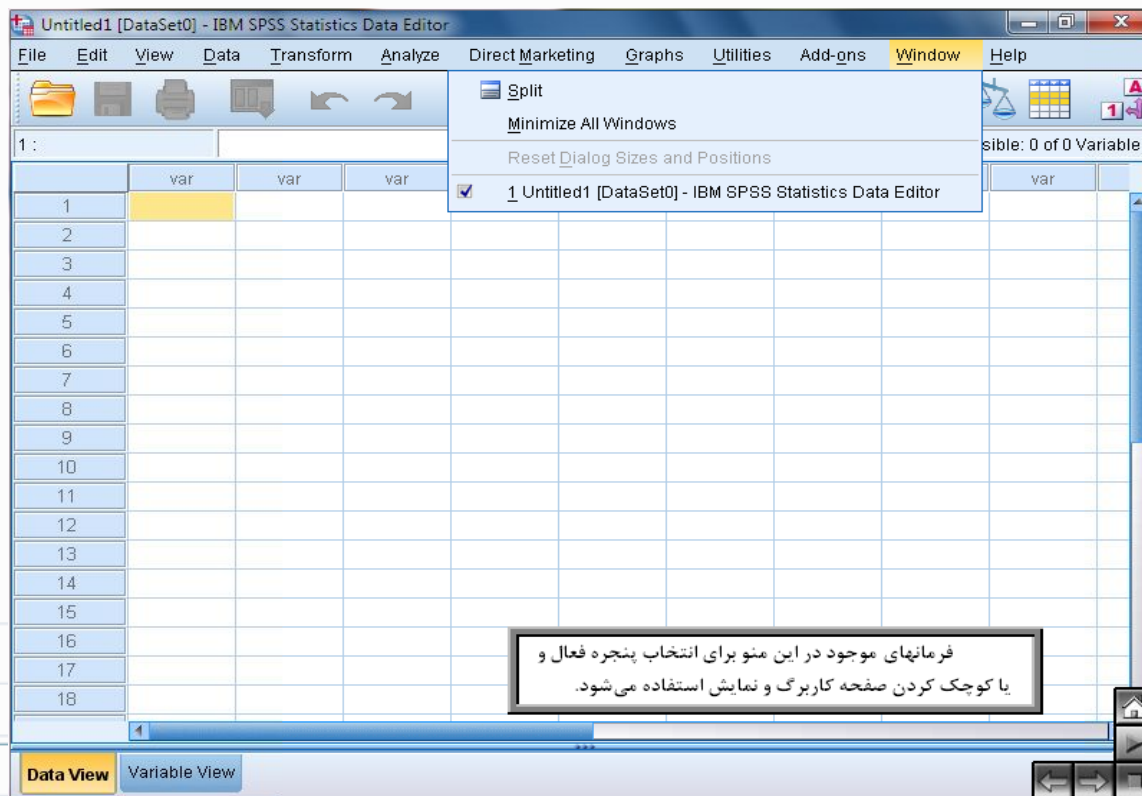 Untitled1 [DataSet0] - IBM SPSS Statistics Data Editor
File Edit View Data Transform Analyze Direct Marketing Graphs Utilities Add-ons Window Help
Split
Minimize All Windows
Reset Dialog Sizes and Positions
1 Untitled1 [DataSet0] - IBM SPSS Statistics Data Editor
A
1
1 :
sible: 0 of 0 Variable
var var var var
1
2
3
4
5
6
7
8
9
10
11
12
13
14
15
16
17
18
فرمانهای موجود در این منو برای انتخاب پنجره فعال و
یا کوچک کردن صفحه کاربرگ و نمایش استفاده می‌شود.
Data View Variable View